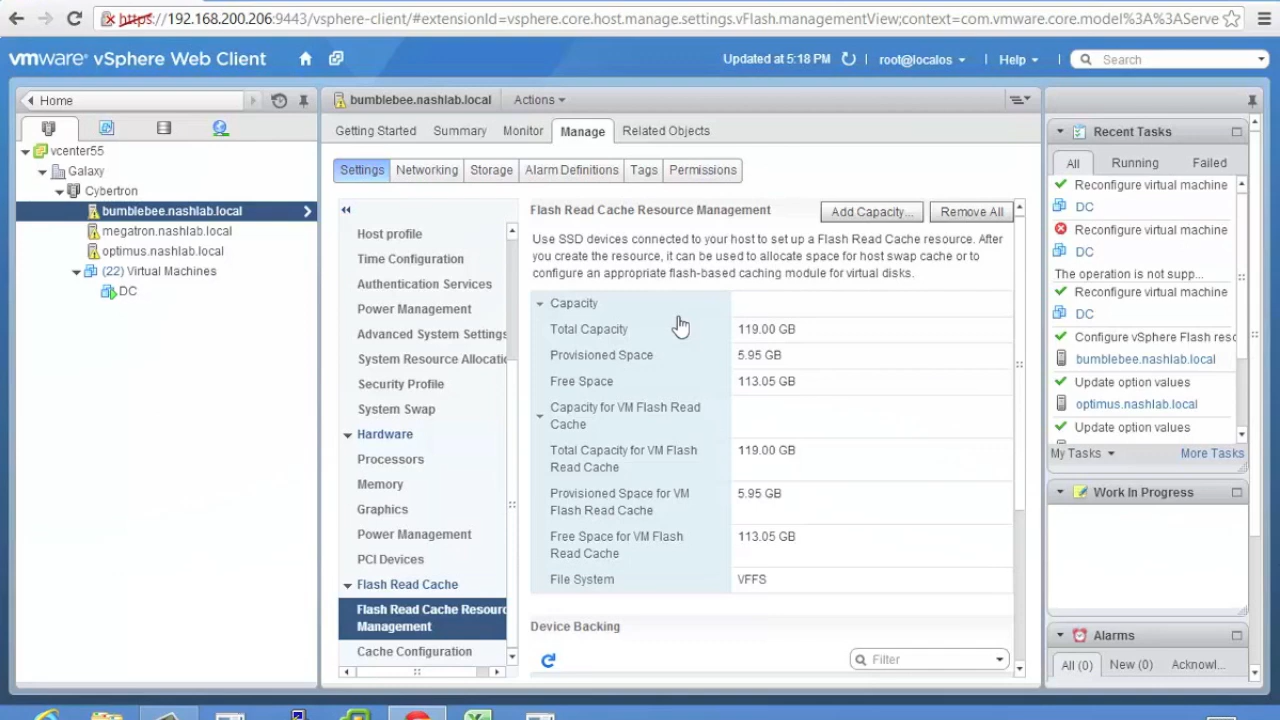 https://192.168.200.206:9443/vsphere-client/#extensionId=vsphere.core.host.manage.settings.vFlash.managementView;context=com.vmware.core.model%3A%3AServe
vmware® vSphere Web Client
Updated at 5:18 PM
root@localos
Help
Search
Home
vcenter55
Galaxy
Cybertron
bumblebee.nashlab.local
megatron.nashlab.local
optimus.nashlab.local
(22) Virtual Machines
DC
bumblebee.nashlab.local
Actions
Getting Started
Summary
Monitor
Manage
Related Objects
Settings
Networking
Storage
Alarm Definitions
Tags
Permissions
Host profile
Time Configuration
Authentication Services
Power Management
Advanced System Settings
System Resource Allocatio
Security Profile
System Swap
Hardware
Processors
Memory
Graphics
Power Management
PCI Devices
Flash Read Cache
Flash Read Cache Resourc
Management
Cache Configuration
Flash Read Cache Resource Management
Add Capacity...
Remove All
Use SSD devices connected to your host to set up a Flash Read Cache resource. After
you create the resource, it can be used to allocate space for host swap cache or to
configure an appropriate flash-based caching module for virtual disks.
Capacity
Total Capacity 119.00 GB
Provisioned Space 5.95 GB
Free Space 113.05 GB
Capacity for VM Flash Read
Cache
Total Capacity for VM Flash 119.00 GB
Read Cache
Provisioned Space for VM 5.95 GB
Flash Read Cache
Free Space for VM Flash 113.05 GB
Read Cache
File System VFFS
Device Backing
Filter
Recent Tasks
All
Running
Failed
Reconfigure virtual machine
DC
Reconfigure virtual machine
DC
The operation is not supp...
Reconfigure virtual machine
DC
Configure vSphere Flash resc
bumblebee.nashlab.local
Update option values
optimus.nashlab.local
Update option values
My Tasks
More Tasks
Work In Progress
Alarms
All (0)
New (0)
Acknowl...